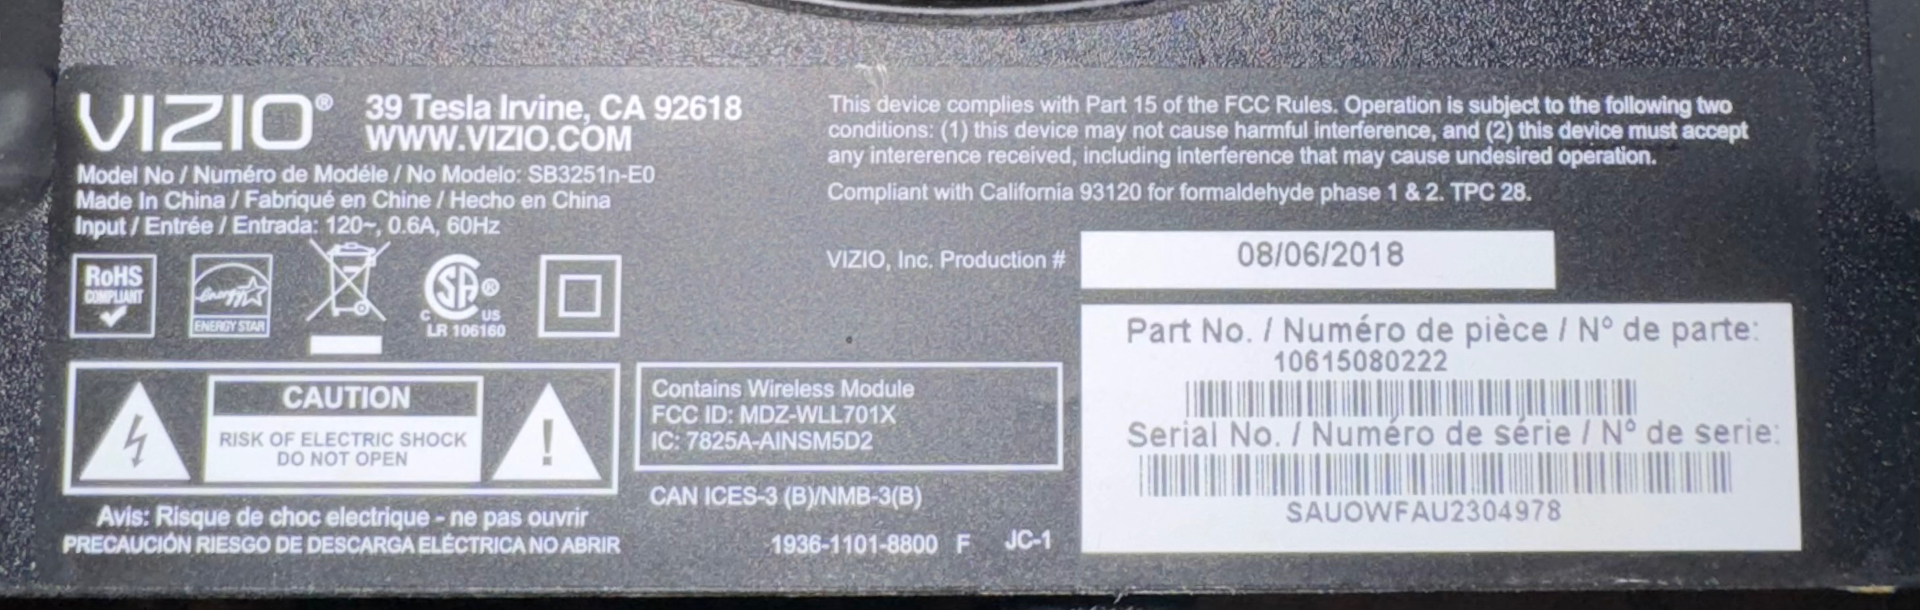 VIZIO® 39 Tesla Irvine, CA 92618
WWW.VIZIO.COM
Model No / Numéro de Modéle / No Modelo: SB3251n-E0
Made In China / Fabriqué en Chine / Hecho en China
Input / Entrée / Entrada: 120~, 0.6A, 60Hz
RoHS
COMPLIANT
energy
ENERGY STAR
SA®
C US
LR 106160
CAUTION
RISK OF ELECTRIC SHOCK
DO NOT OPEN
!
Avis: Risque de choc electrique - ne pas ouvrir
PRECAUCIÓN RIESGO DE DESCARGA ELÉCTRICA NO ABRIR
Contains Wireless Module
FCC ID: MDZ-WLL701X
IC: 7825A-AINSM5D2
CAN ICES-3 (B)/NMB-3(B)
1936-1101-8800 F JC-1
This device complies with Part 15 of the FCC Rules. Operation is subject to the following two
conditions: (1) this device may not cause harmful interference, and (2) this device must accept
any intererence received, including interference that may cause undesired operation.
Compliant with California 93120 for formaldehyde phase 1 & 2. TPC 28.
VIZIO, Inc. Production # 08/06/2018
Part No. / Numéro de pièce / N° de parte:
10615080222
Serial No. / Numéro de série / N° de serie:
SAUOWFAU2304978